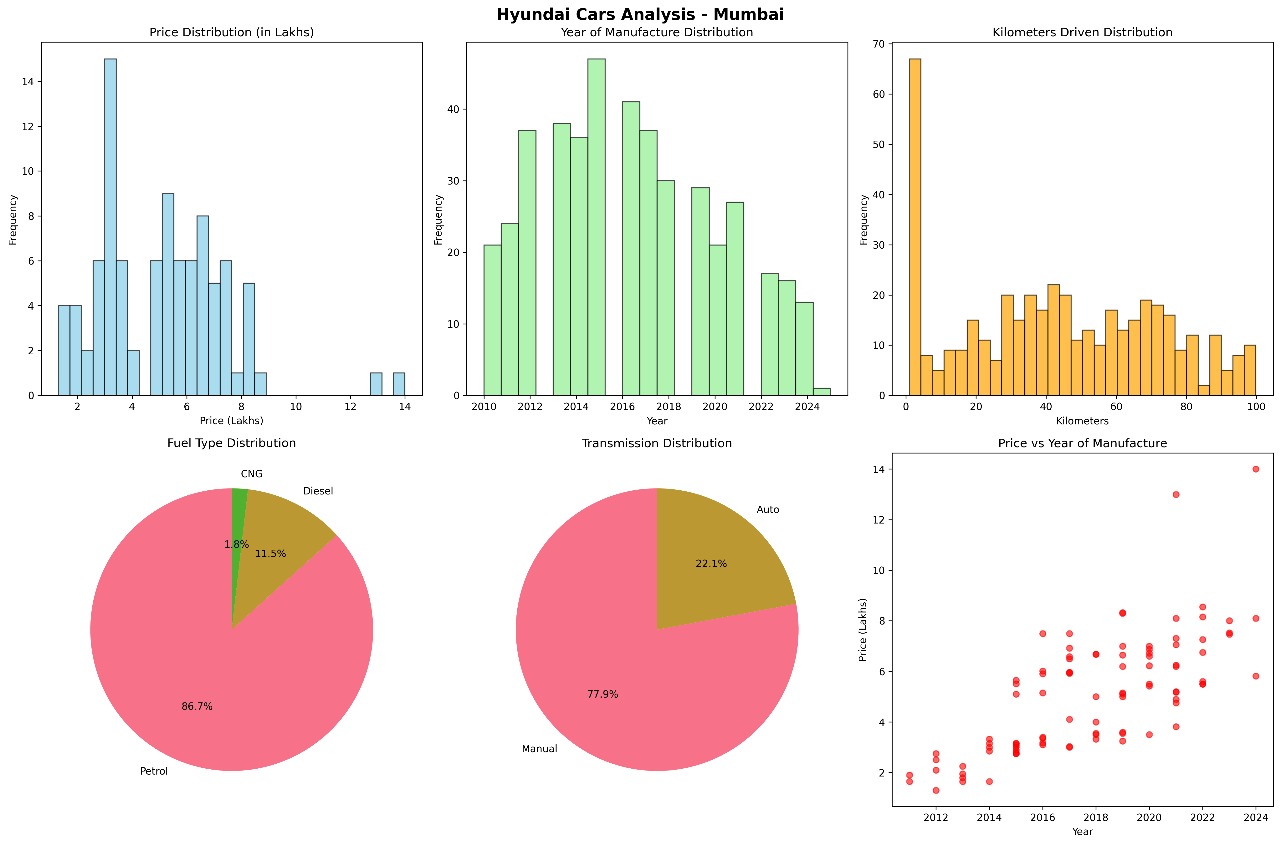 Hyundai Cars Analysis - Mumbai
Price Distribution (in Lakhs)
Frequency
0
2
4
6
8
10
12
14
2 4 6 8 10 12 14
Price (Lakhs)
Year of Manufacture Distribution
Frequency
0
10
20
30
40
2010 2012 2014 2016 2018 2020 2022 2024
Year
Kilometers Driven Distribution
Frequency
0
10
20
30
40
50
60
70
0 20 40 60 80 100
Kilometers
Fuel Type Distribution
CNG
Diesel
1.8%
11.5%
86.7%
Petrol
Transmission Distribution
Auto
22.1%
77.9%
Manual
Price vs Year of Manufacture
Price (Lakhs)
14
12
10
8
6
4
2
2012 2014 2016 2018 2020 2022 2024
Year